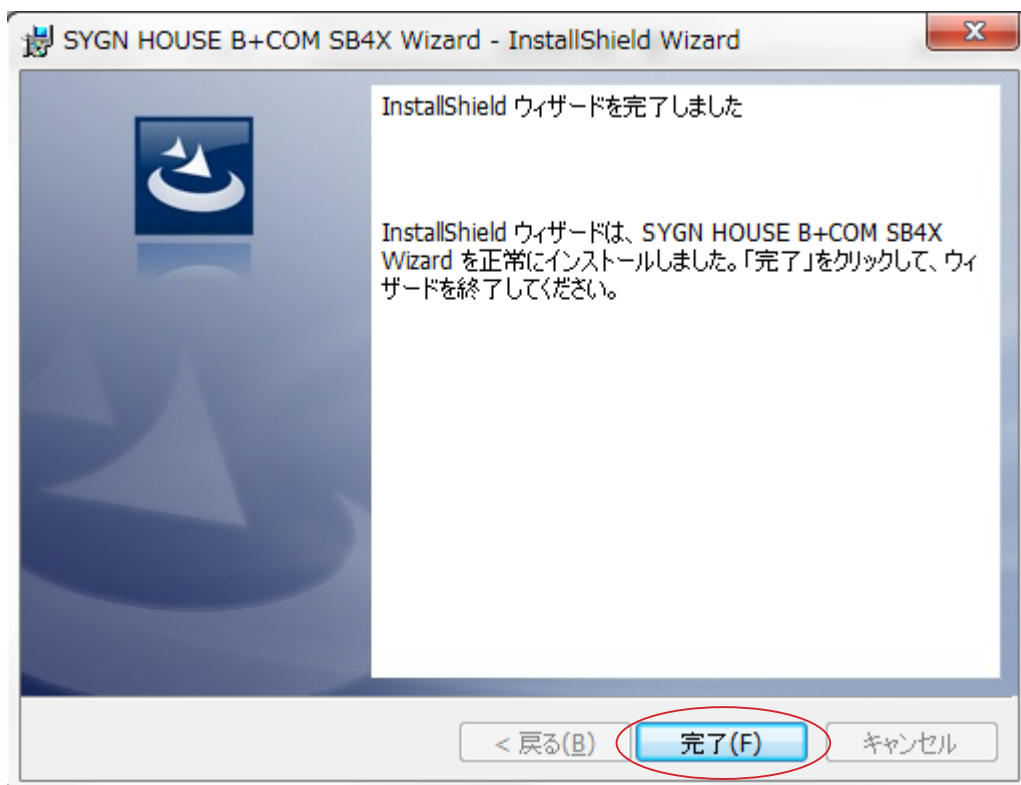 SYGN HOUSE B+COM SB4X Wizard - InstallShield Wizard
InstallShield ウィザードを完了しました
InstallShield ウィザードは、SYGN HOUSE B+COM SB4X
Wizard を正常にインストールしました。「完了」をクリックして、ウィ
ザードを終了してください。
< 戻る(B)
完了(F)
キャンセル